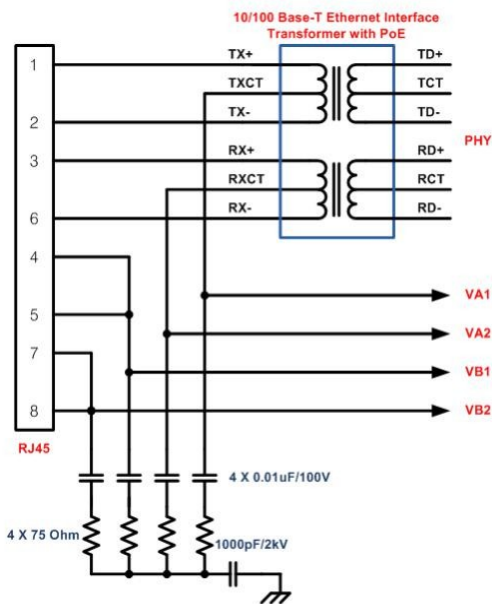 10/100 Base-T Ethernet Interface
Transformer with PoE
1
TX+
TD+
TXCT
TCT
2
TX-
TD-
3
RX+
RD+
PHY
RXCT
RCT
6
RX-
RD-
4
VA1
5
VA2
7
VB1
8
VB2
RJ45
4 X 0.01uF/100V
4 X 75 Ohm
1000pF/2kV